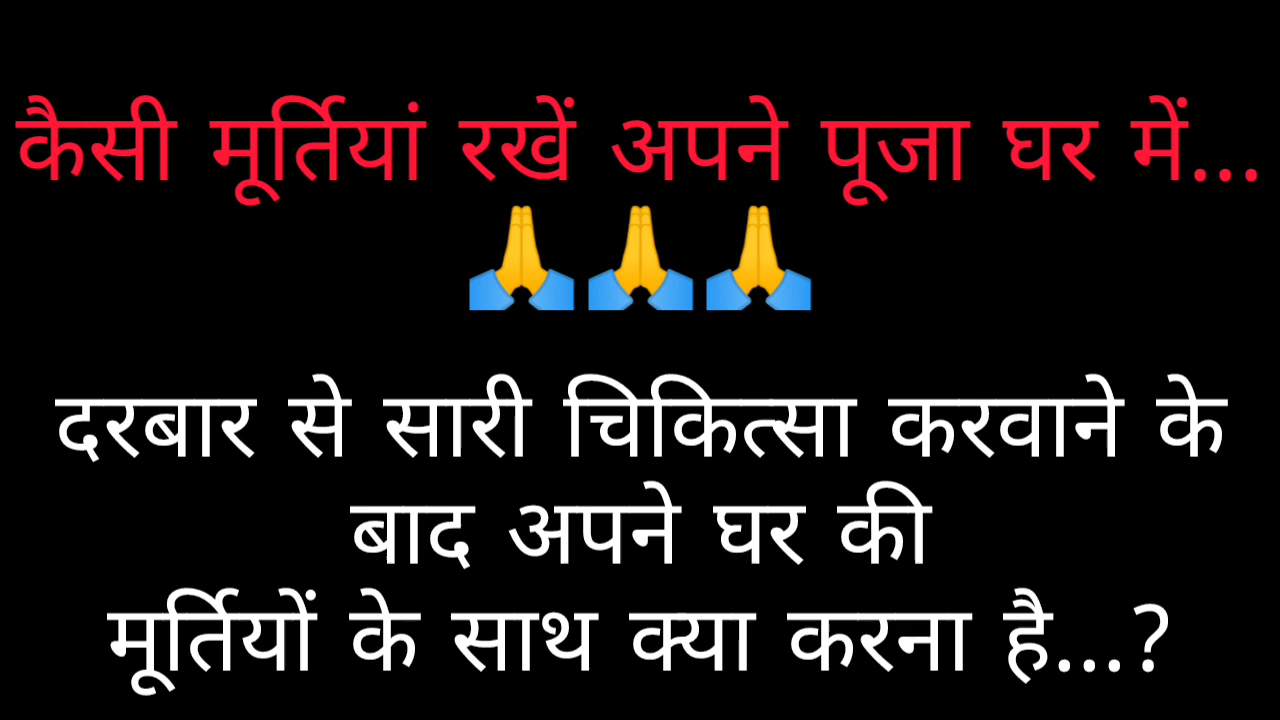 कैसी मूर्तियां रखें अपने पूजा घर में...
🙏🙏🙏
दरबार से सारी चिकित्सा करवाने के
बाद अपने घर की
मूर्तियों के साथ क्या करना है...?